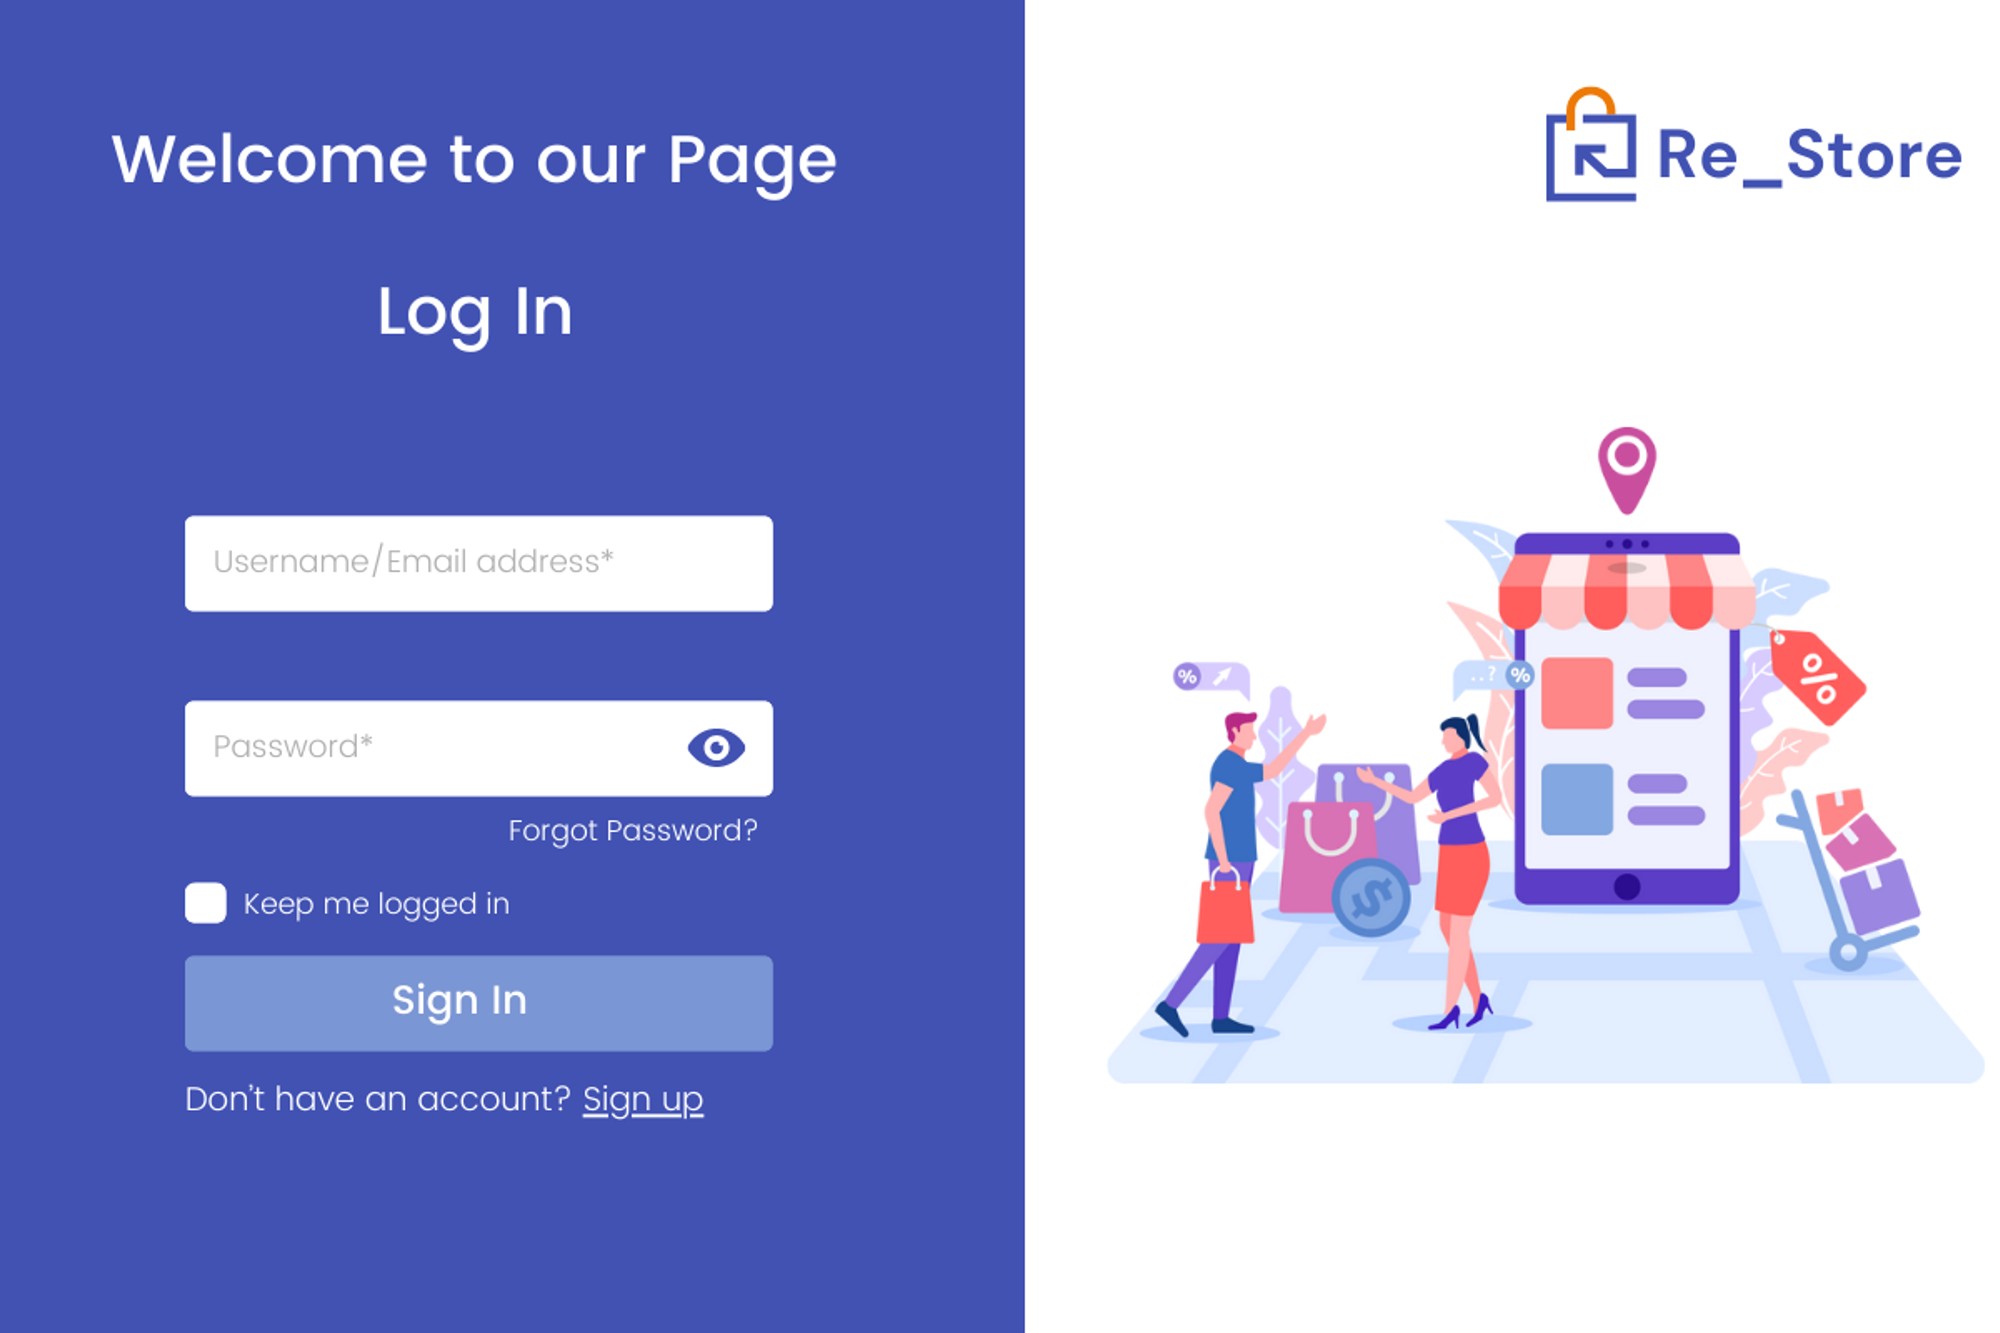 Welcome to our Page
Log In
Username/Email address*
Password*
Forgot Password?
Keep me logged in
Sign In
Don't have an account? Sign up
Re_Store
%
..? %
%
$